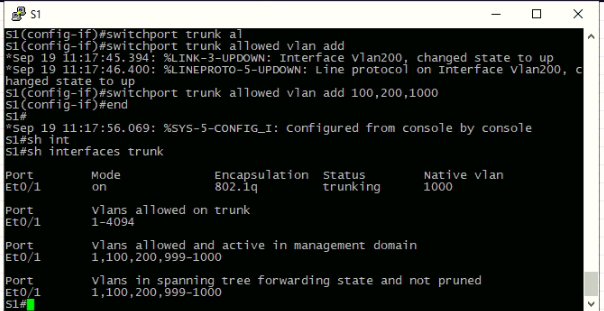 S1
S1(config-if)#switchport trunk al
S1(config-if)#switchport trunk allowed vlan add
*Sep 19 11:17:45.394: %LINK-3-UPDOWN: Interface Vlan200, changed state to up
*Sep 19 11:17:46.400: %LINEPROTO-5-UPDOWN: Line protocol on Interface Vlan200, c
hanged state to up
S1(config-if)#switchport trunk allowed vlan add 100,200,1000
S1(config-if)#end
S1#
*Sep 19 11:17:56.069: %SYS-5-CONFIG_I: Configured from console by console
S1#sh int
S1#sh interfaces trunk
Port Mode Encapsulation Status Native vlan
Et0/1 on 802.1q trunking 1000
Port Vlans allowed on trunk
Et0/1 1-4094
Port Vlans allowed and active in management domain
Et0/1 1,100,200,999-1000
Port Vlans in spanning tree forwarding state and not pruned
Et0/1 1,100,200,999-1000
S1#